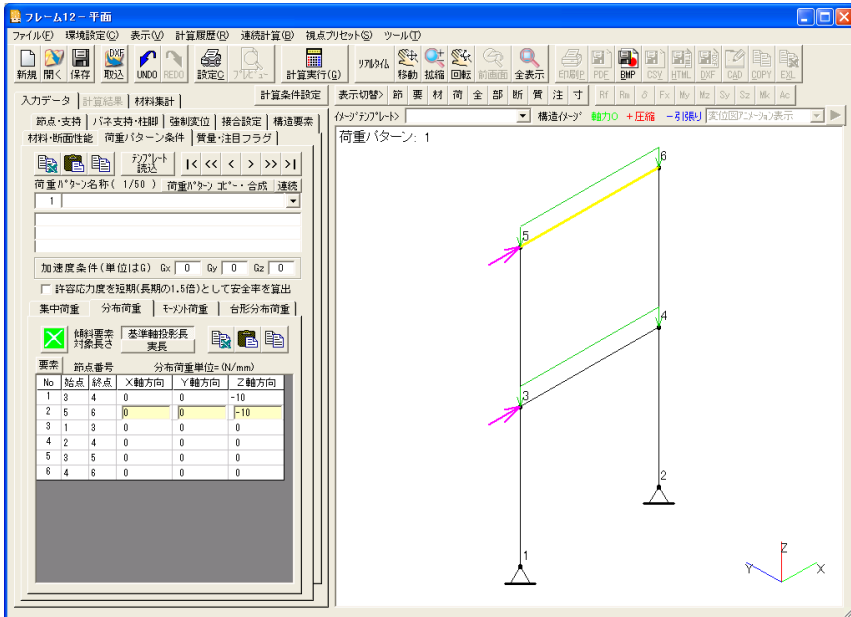 フレーム12－平面
ファイル(F) 環境設定(C) 表示(V) 計算履歴(R) 連続計算(B) 視点プリセット(S) ツール(T)
新規 開く 保存 取込 UNDO REDO 設定C プレビュー 計算実行(G) リアルタイム 移動 拡縮 回転 前画面 全表示 印刷P PDF BMP CSV HTML DXF CAD COPY EXL
DXF
入力データ 計算結果 材料集計 計算条件設定 表示切替> 節 要 材 荷 全 部 断 質 注 寸 Rf Rm δ Fx My Mz Sy Sz Mk Ac
節点・支持 バネ支持・柱脚 強制変位 接合設定 構造要素
イメージテンプレート> 構造イメージ 軸力0 +圧縮 -引張り 変位図アニメーション表示
材料・断面性能 荷重パターン条件 質量・注目フラグ
テンプレート読込 |< << < > >> >|
荷重パターン名称( 1/50 ) 荷重パターン コピー・合成 連続
1
加速度条件(単位はG) Gx 0 Gy 0 Gz 0
許容応力度を短期(長期の1.5倍)として安全率を算出
集中荷重 分布荷重 モーメント荷重 台形分布荷重
傾斜要素
対象長さ
基準軸投影長
実長
要素 節点番号 分布荷重単位=(N/mm)
No 始点 終点 X軸方向 Y軸方向 Z軸方向
1 3 4 0 0 -10
2 5 6 0 0 -10
3 1 3 0 0 0
4 2 4 0 0 0
5 3 5 0 0 0
6 4 6 0 0 0
荷重パターン: 1
6
5
4
3
2
1
Z
Y
X